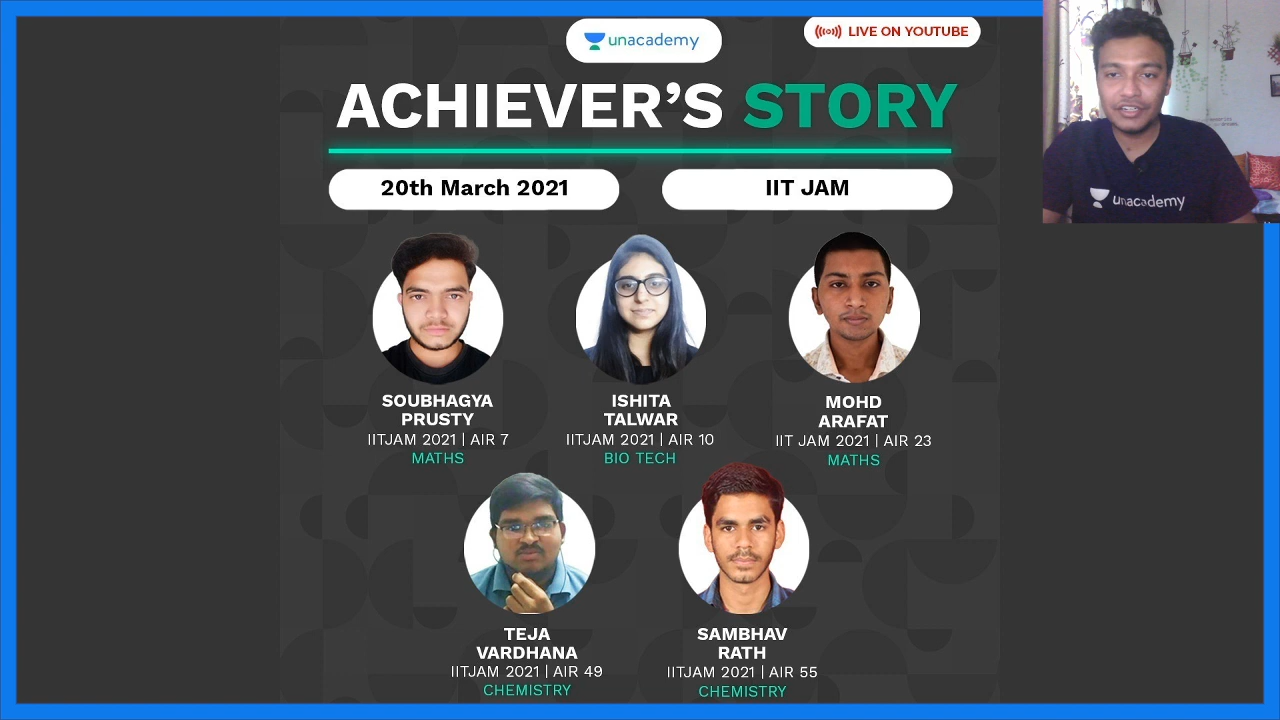 unacademy
LIVE ON YOUTUBE
ACHIEVER’S STORY
20th March 2021
IIT JAM
unacademy
SOUBHAGYA
PRUSTY
IITJAM 2021 | AIR 7
MATHS
ISHITA
TALWAR
IITJAM 2021 | AIR 10
BIO TECH
MOHD
ARAFAT
IIT JAM 2021 | AIR 23
MATHS
TEJA
VARDHANA
IITJAM 2021 | AIR 49
CHEMISTRY
SAMBHAV
RATH
IITJAM 2021 | AIR 55
CHEMISTRY